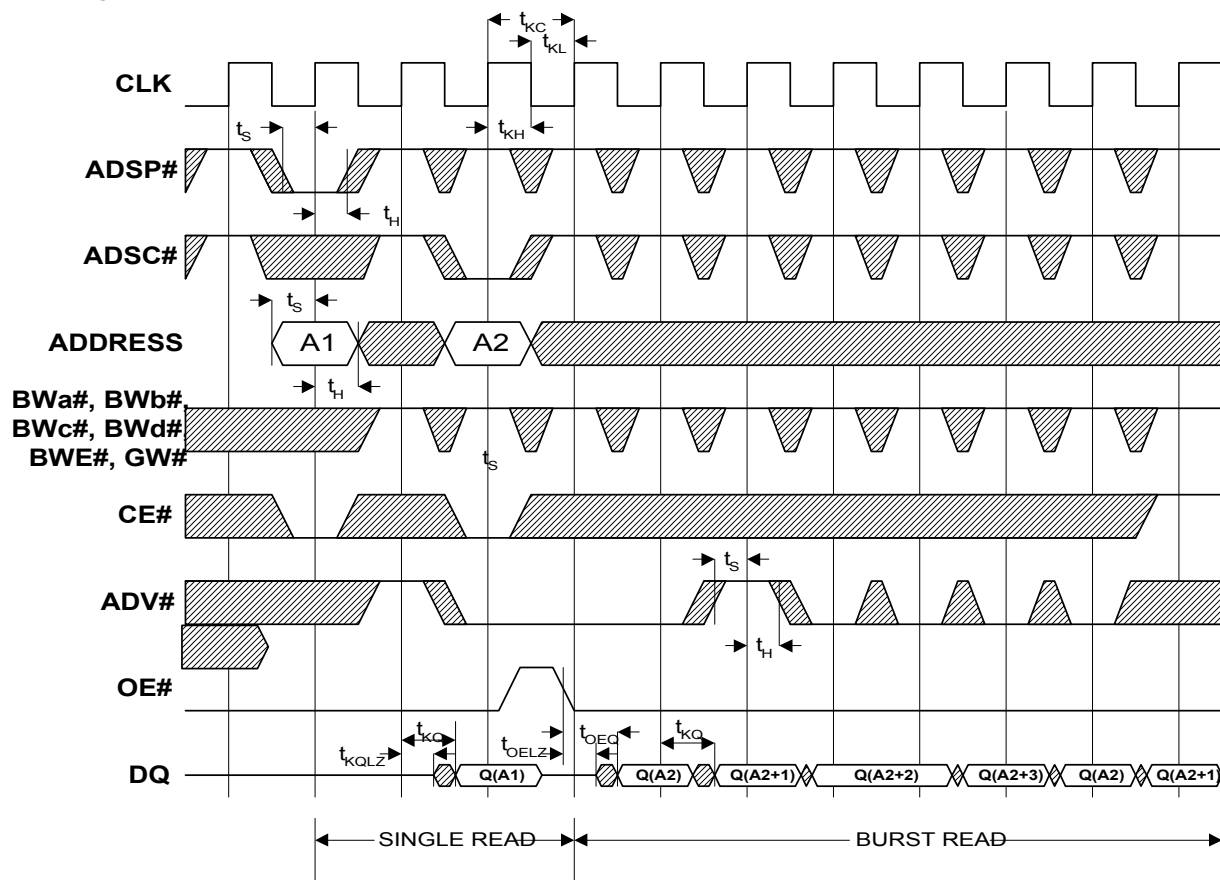 tKC
tKL
CLK
tS
tKH
ADSP#
tH
ADSC#
tS
ADDRESS
A1
A2
tH
BWa#, BWb#,
BWc#, BWd#
BWE#, GW#
tS
CE#
tS
ADV#
tH
OE#
tKQ
tOEQ
tKQ
tKQLZ
tOELZ
DQ
Q(A1)
Q(A2)
Q(A2+1)
Q(A2+2)
Q(A2+3)
Q(A2)
Q(A2+1)
SINGLE READ
BURST READ